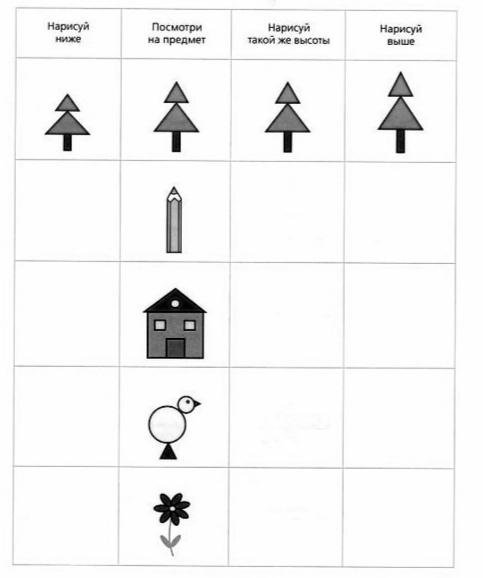 Нарисуй
ниже
Посмотри
на предмет
Нарисуй
такой же высоты
Нарисуй
выше